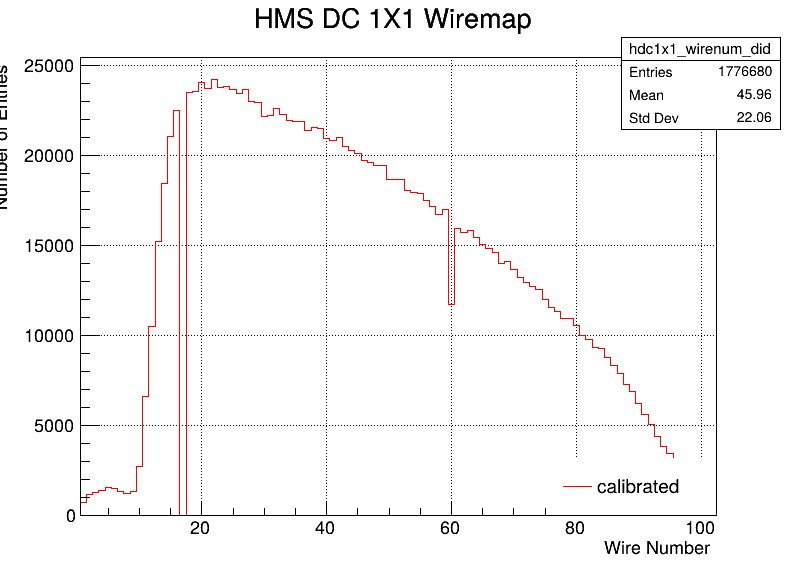 HMS DC 1X1 Wiremap
hdc1x1_wirenum_did
Entries 1776680
Mean 45.96
Std Dev 22.06
Number of Entries
25000
20000
15000
10000
5000
0
calibrated
20 40 60 80 100
Wire Number